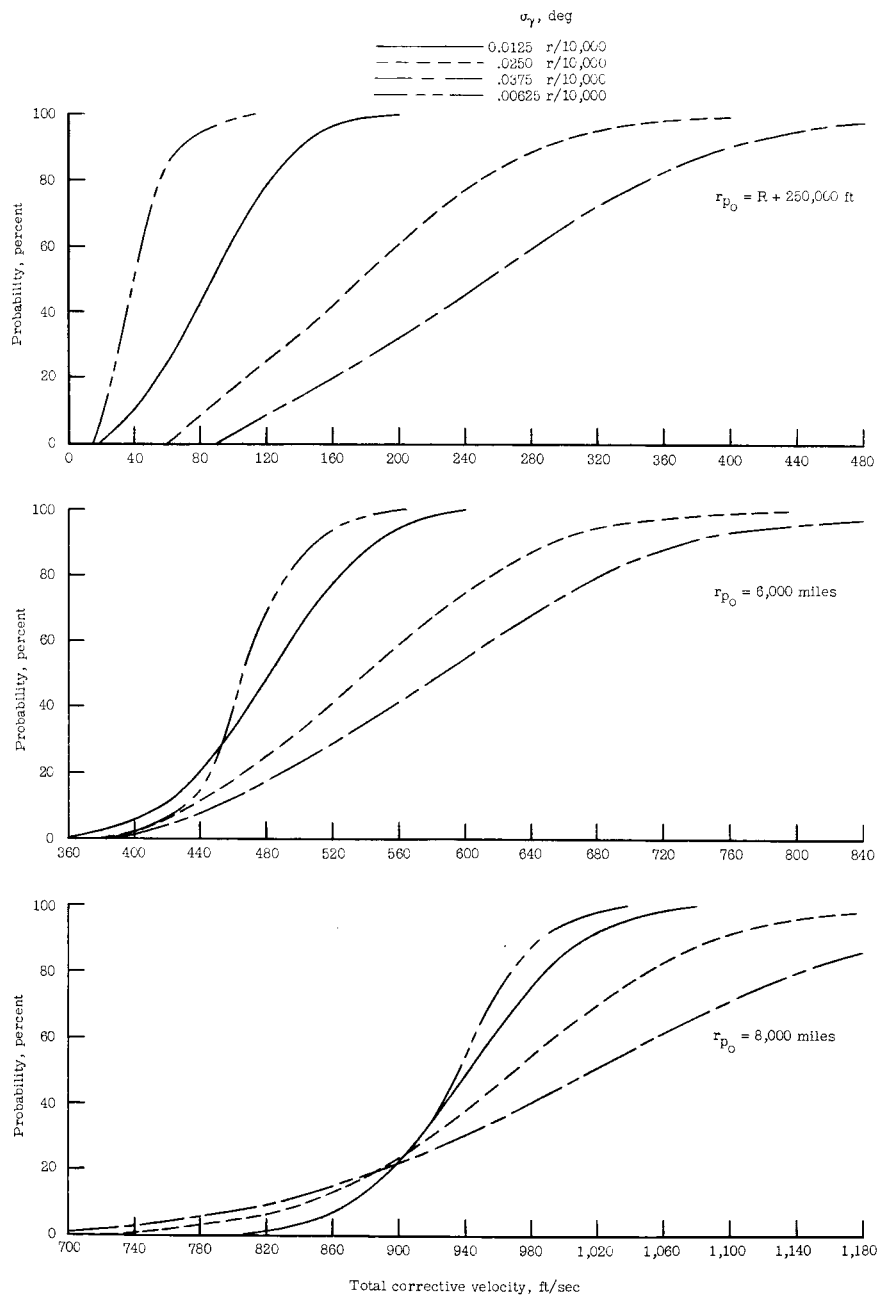 σγ, deg
0.0125 r/10,000
.0250 r/10,000
.0375 r/10,000
.00625 r/10,000
100
80
60
40
20
0
Probability, percent
r_pO = R + 250,000 ft
0 40 80 120 160 200 240 280 320 360 400 440 480
100
80
60
40
20
0
Probability, percent
r_pO = 6,000 miles
360 400 440 480 520 560 600 640 680 720 760 800 840
100
80
60
40
20
0
Probability, percent
r_pO = 8,000 miles
700 740 780 820 860 900 940 980 1,020 1,060 1,100 1,140 1,180
Total corrective velocity, ft/sec